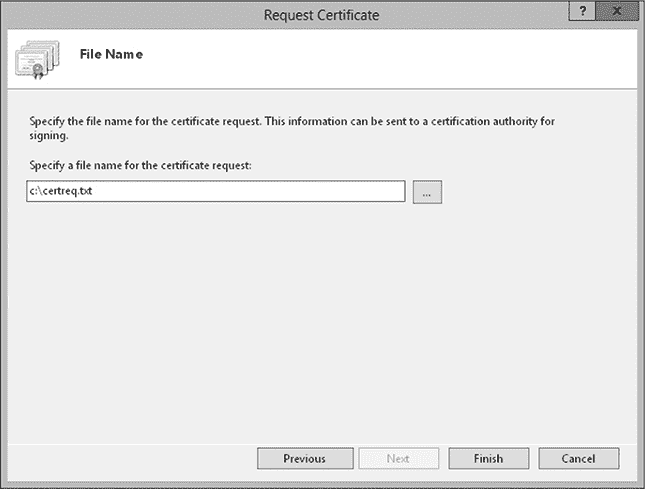 Request Certificate
? x
File Name
Specify the file name for the certificate request. This information can be sent to a certification authority for
signing.
Specify a file name for the certificate request:
c:\certreq.txt
...
Previous Next Finish Cancel